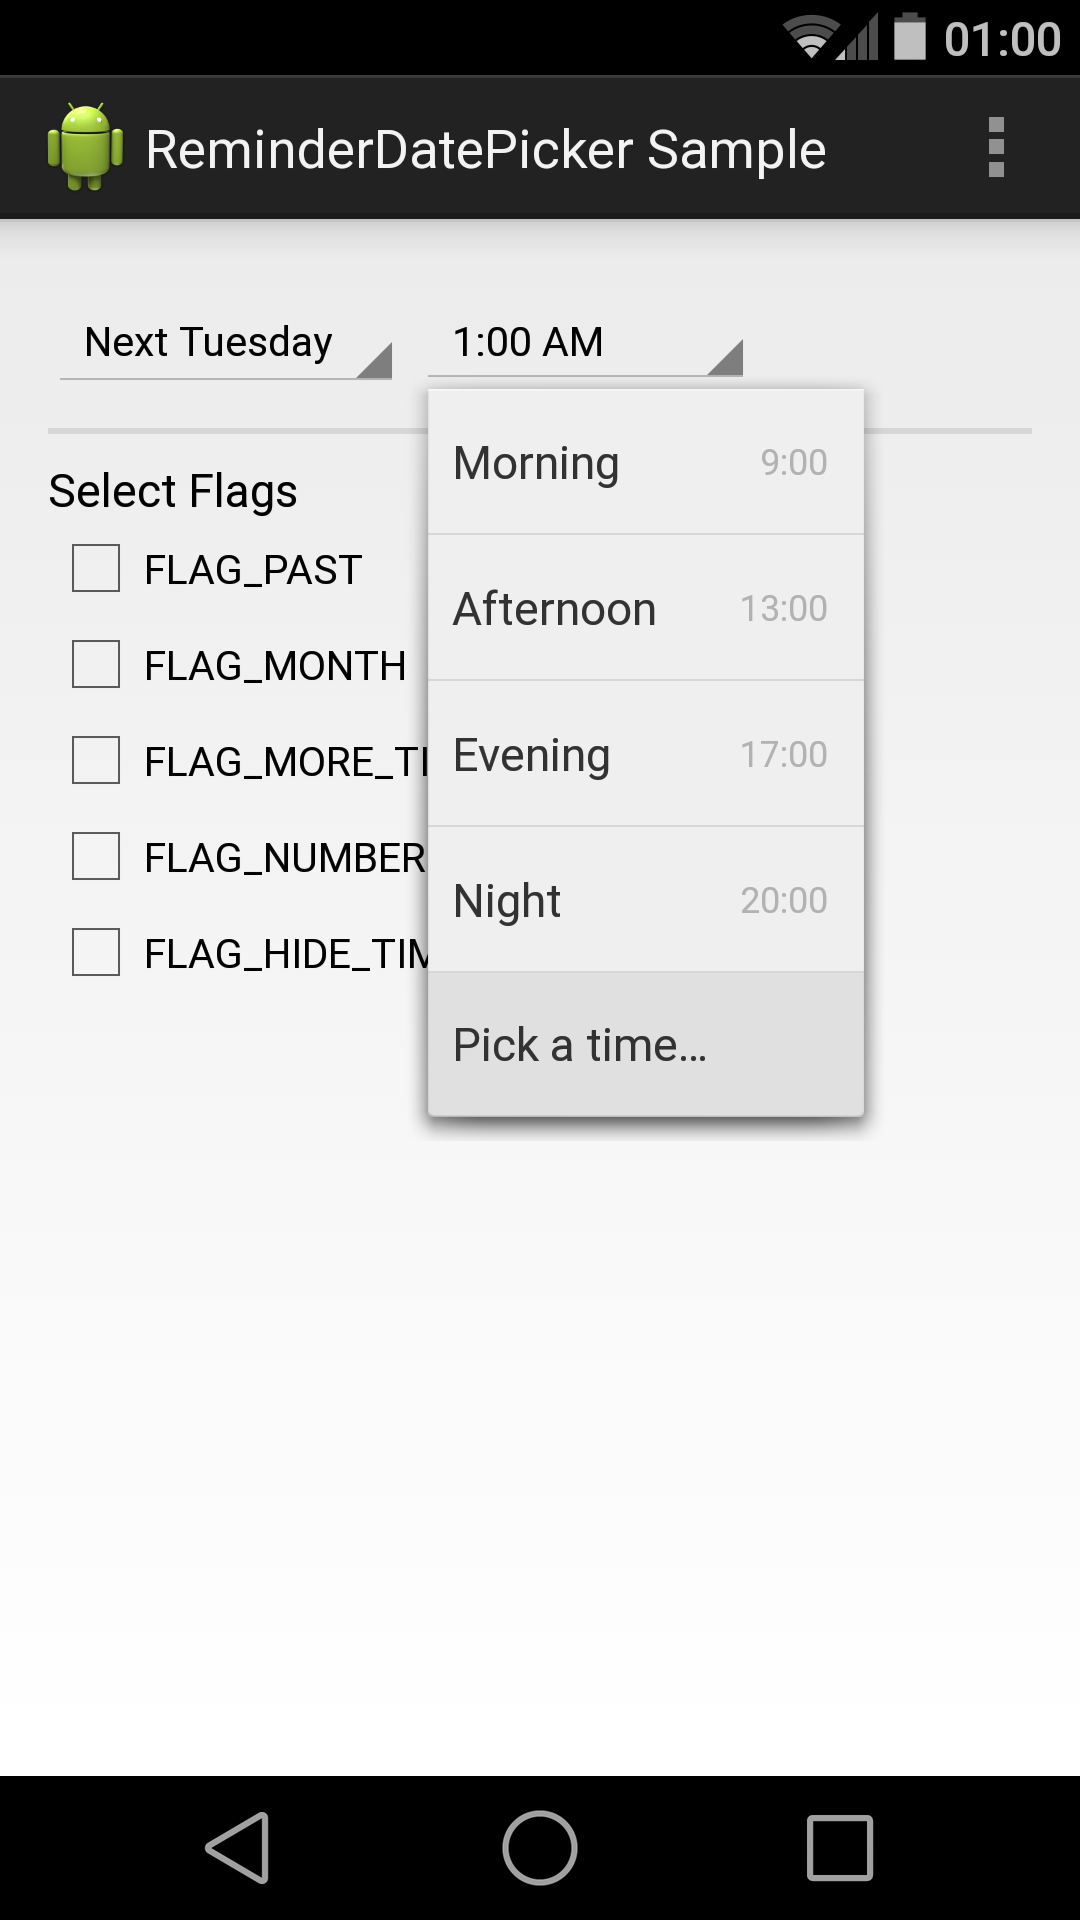 01:00
ReminderDatePicker Sample
Next Tuesday 1:00 AM
Morning 9:00
Select Flags
FLAG_PAST
Afternoon 13:00
FLAG_MONTH
Evening 17:00
FLAG_MORE_TI
FLAG_NUMBER
Night 20:00
FLAG_HIDE_TIM
Pick a time...